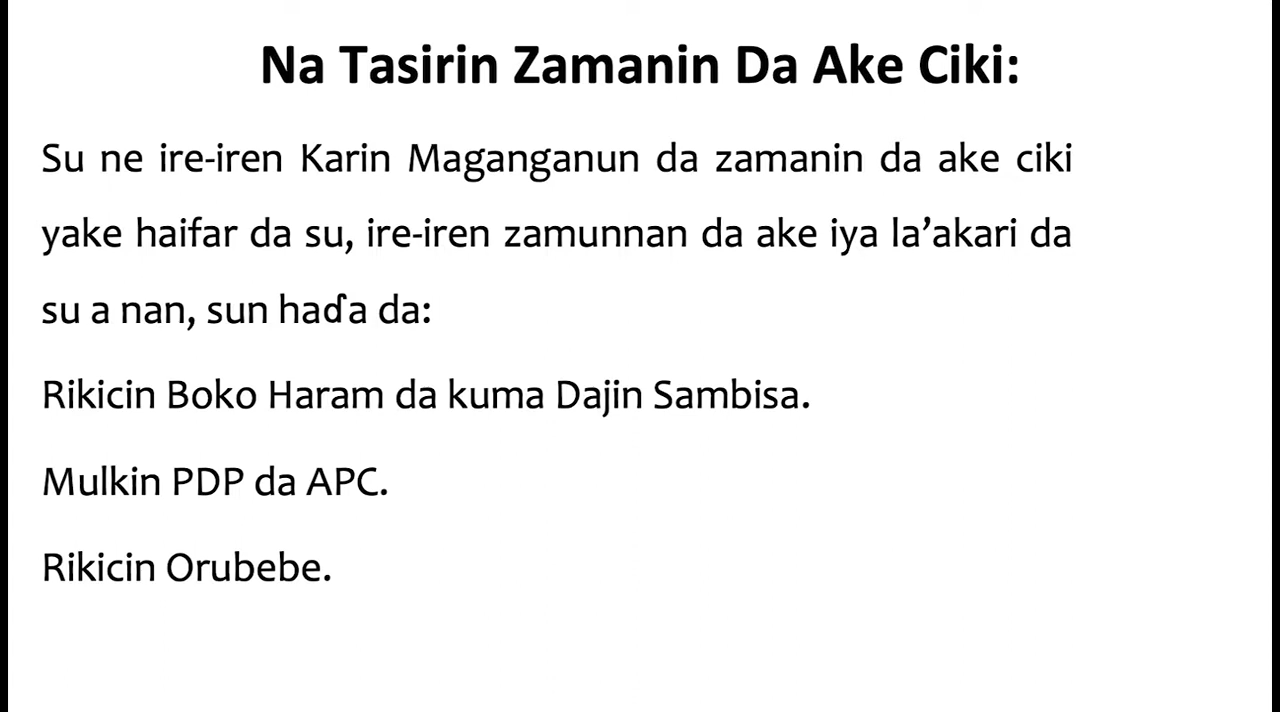 Na Tasirin Zamanin Da Ake Ciki:
Su ne ire-iren Karin Maganganun da zamanin da ake ciki
yake haifar da su, ire-iren zamunnan da ake iya la’akari da
su a nan, sun haɗa da:
Rikicin Boko Haram da kuma Dajin Sambisa.
Mulkin PDP da APC.
Rikicin Orubebe.